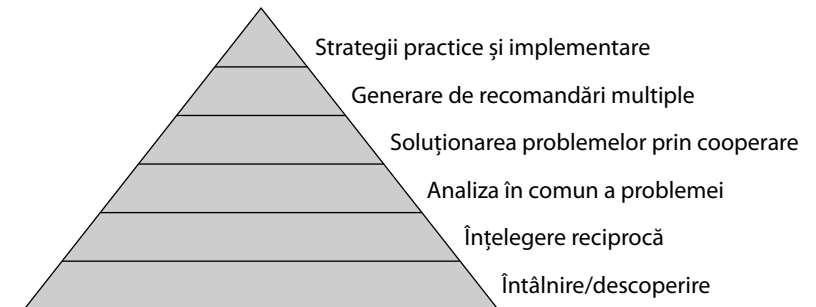 Strategii practice și implementare
Generare de recomandări multiple
Soluționarea problemelor prin cooperare
Analiza în comun a problemei
Înțelegere reciprocă
Întâlnire/descoperire